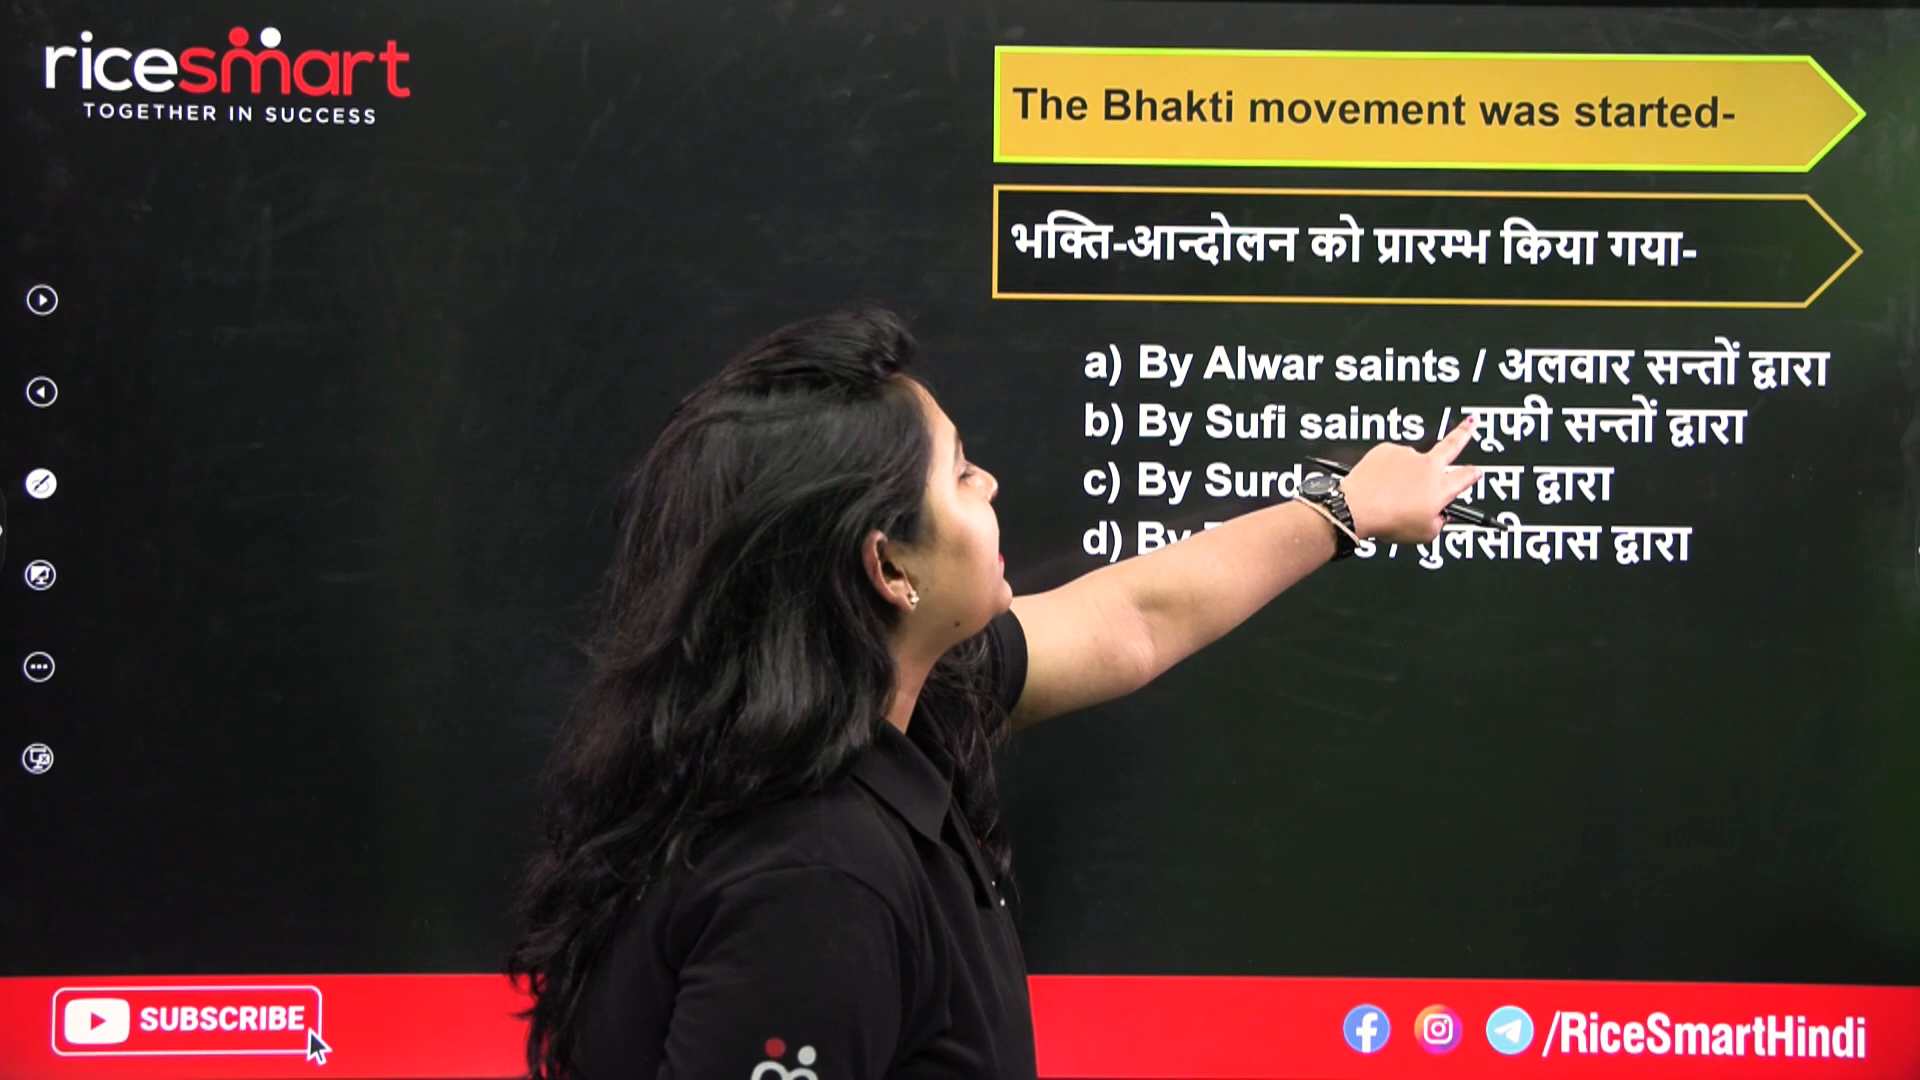 ricesmart
TOGETHER IN SUCCESS
The Bhakti movement was started-
भक्ति-आन्दोलन को प्रारम्भ किया गया-
a) By Alwar saints / अलवार सन्तों द्वारा
b) By Sufi saints / सूफी सन्तों द्वारा
c) By द्वारा
d) By / तुलसीदास द्वारा
SUBSCRIBE
/RiceSmartHindi